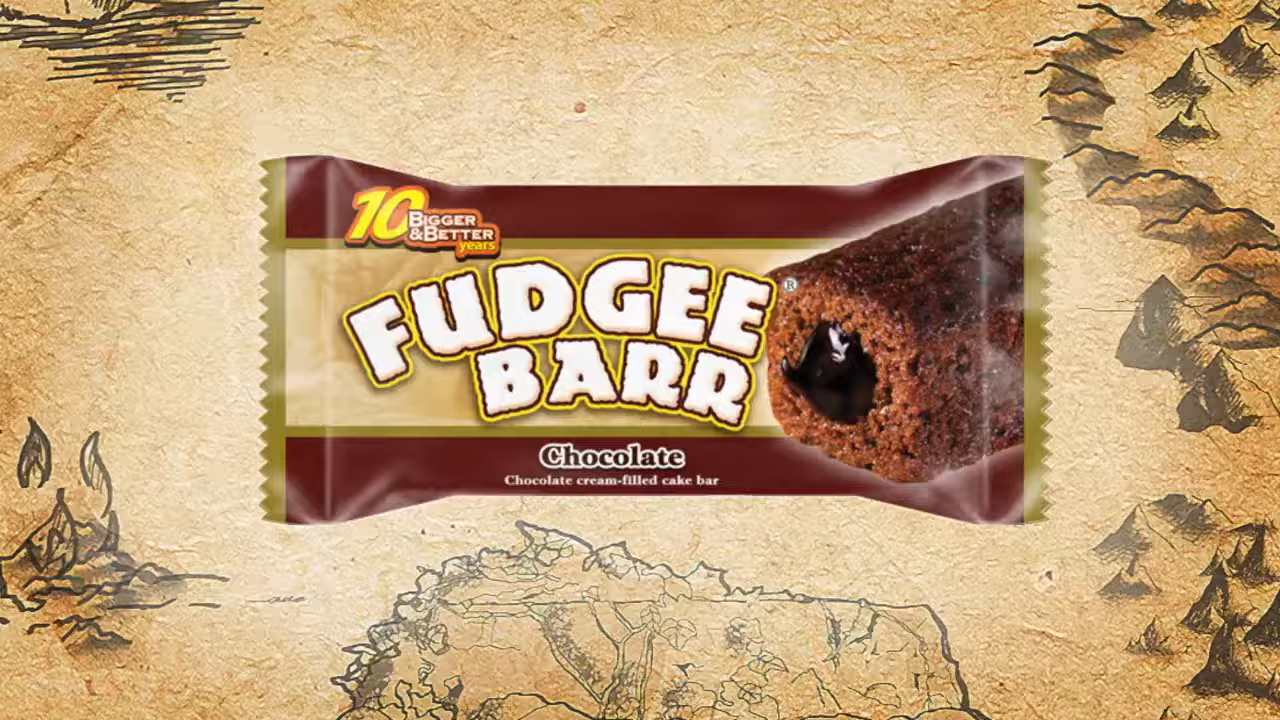 10 BIGGER
&BETTER
years
FUDGEE
BARR®
Chocolate
Chocolate cream-filled cake bar